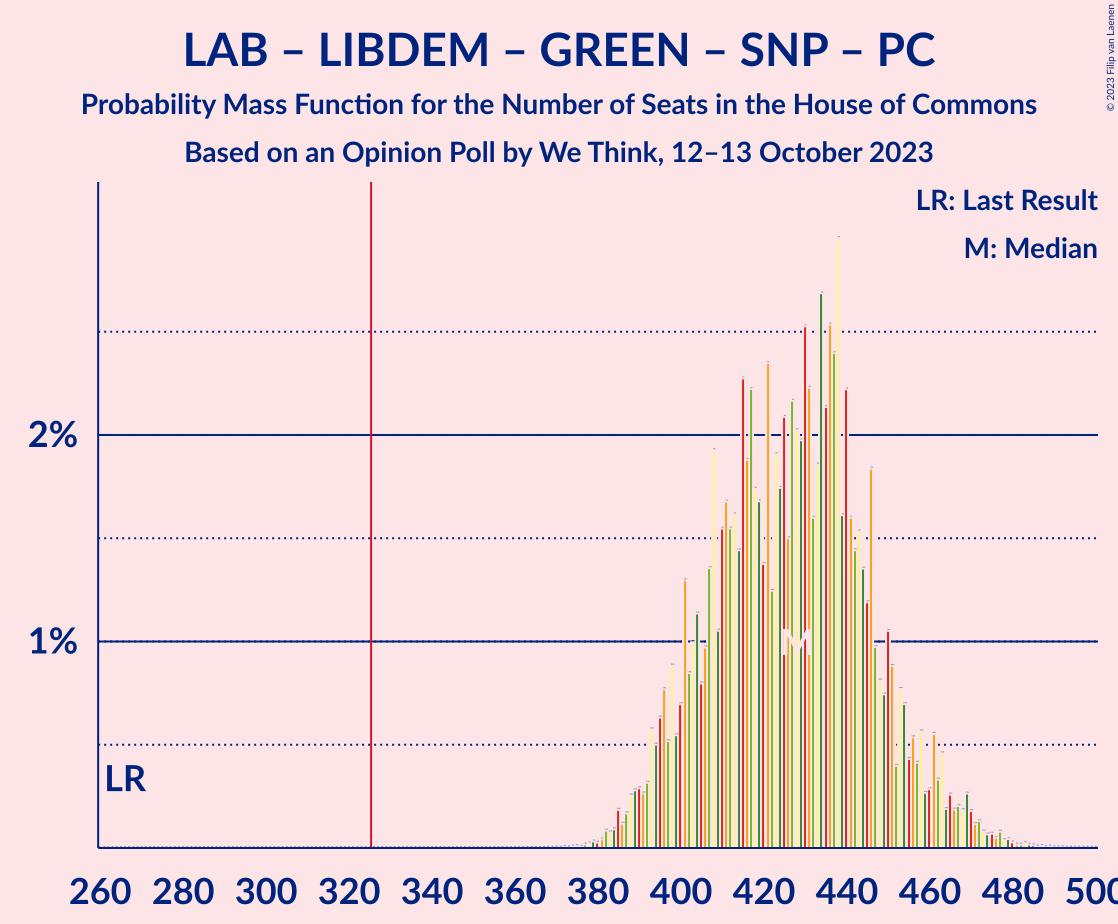 LAB – LIBDEM – GREEN – SNP – PC
Probability Mass Function for the Number of Seats in the House of Commons
Based on an Opinion Poll by We Think, 12–13 October 2023
© 2023 Filip van Laenen
LR: Last Result
M: Median
2%
1%
M
LR
260 280 300 320 340 360 380 400 420 440 460 480 500